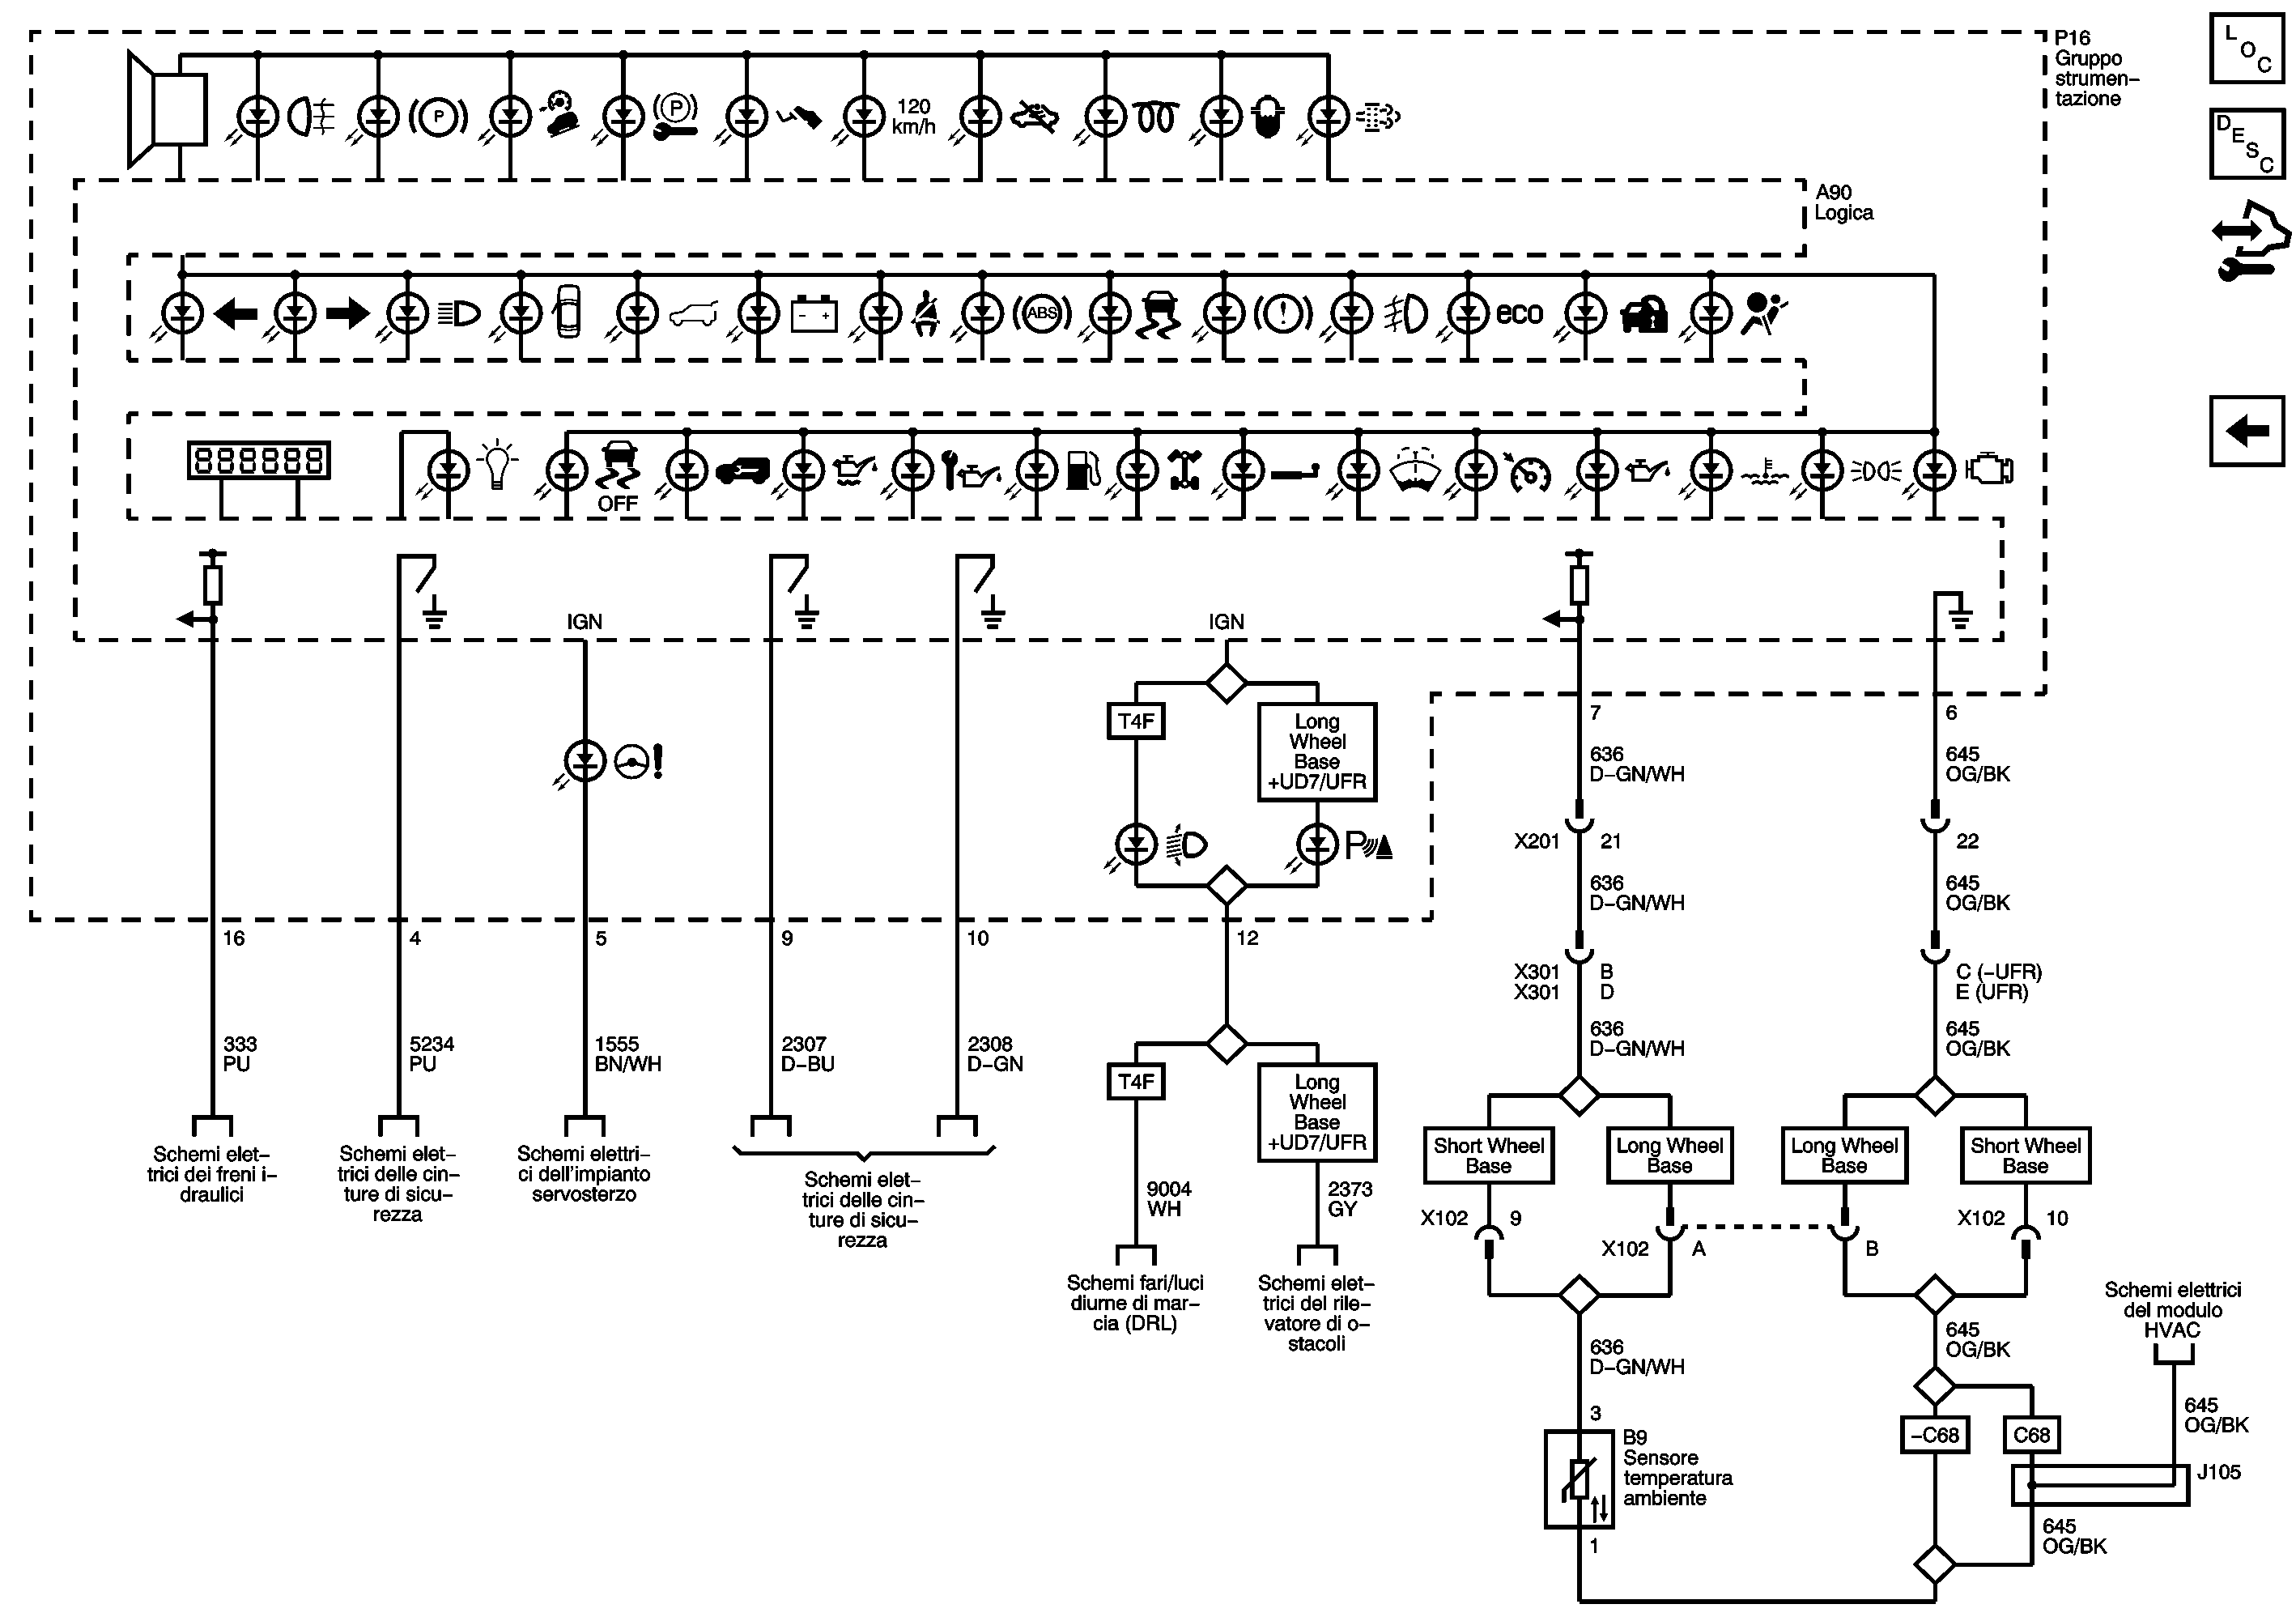 P16
Gruppo
strumen-
tazione
LOC
DESC
P
P
120
km/h
A90
Logica
- +
ABS
!
eco
888888
OFF
IGN
IGN
T4F
Long
Wheel
Base
+UD7/UFR
!
P
16
4
5
9
10
12
7
6
636
D-GN/WH
645
OG/BK
X201
21
22
636
D-GN/WH
645
OG/BK
X301
X301
B
D
C (-UFR)
E (UFR)
333
PU
5234
PU
1555
BN/WH
2307
D-BU
2308
D-GN
636
D-GN/WH
645
OG/BK
T4F
Long
Wheel
Base
+UD7/UFR
Schemi elet-
trici dei freni i-
draulici
Schemi elet-
trici delle cin-
ture di sicu-
rezza
Schemi elettri-
ci dell'impianto
servosterzo
Schemi elet-
trici delle cin-
ture di sicu-
rezza
9004
WH
2373
GY
Schemi fari/luci
diurne di mar-
cia (DRL)
Schemi elet-
trici del rile-
vatore di o-
stacoli
Short Wheel
Base
Long Wheel
Base
Long Wheel
Base
Short Wheel
Base
X102
9
X102
A
B
X102
10
636
D-GN/WH
645
OG/BK
Schemi elettrici
del modulo
HVAC
645
OG/BK
3
B9
Sensore
temperatura
ambiente
1
-C68
C68
J105
645
OG/BK